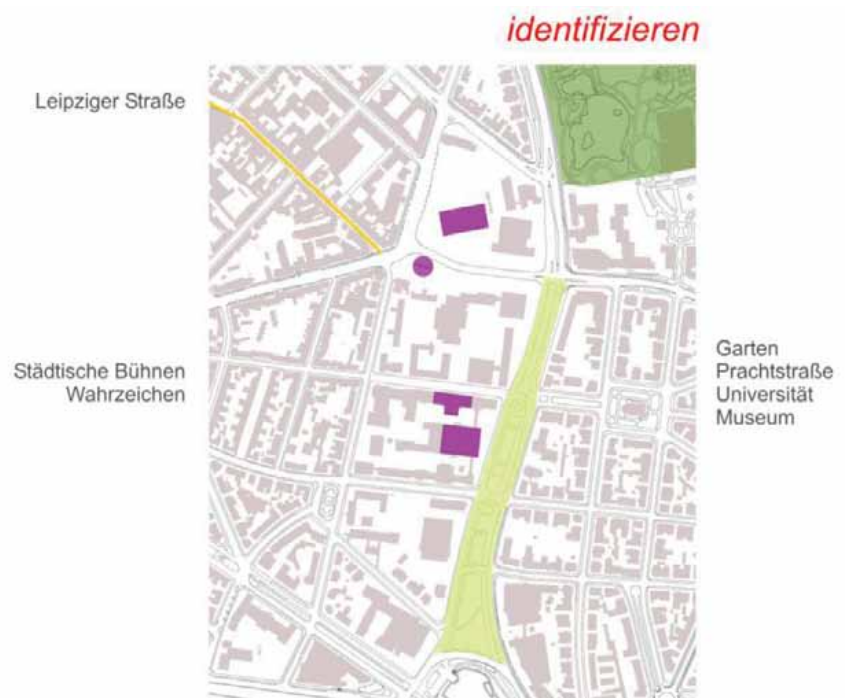 identifizieren
Leipziger Straße
Städtische Bühnen
Wahrzeichen
Garten
Prachtstraße
Universität
Museum